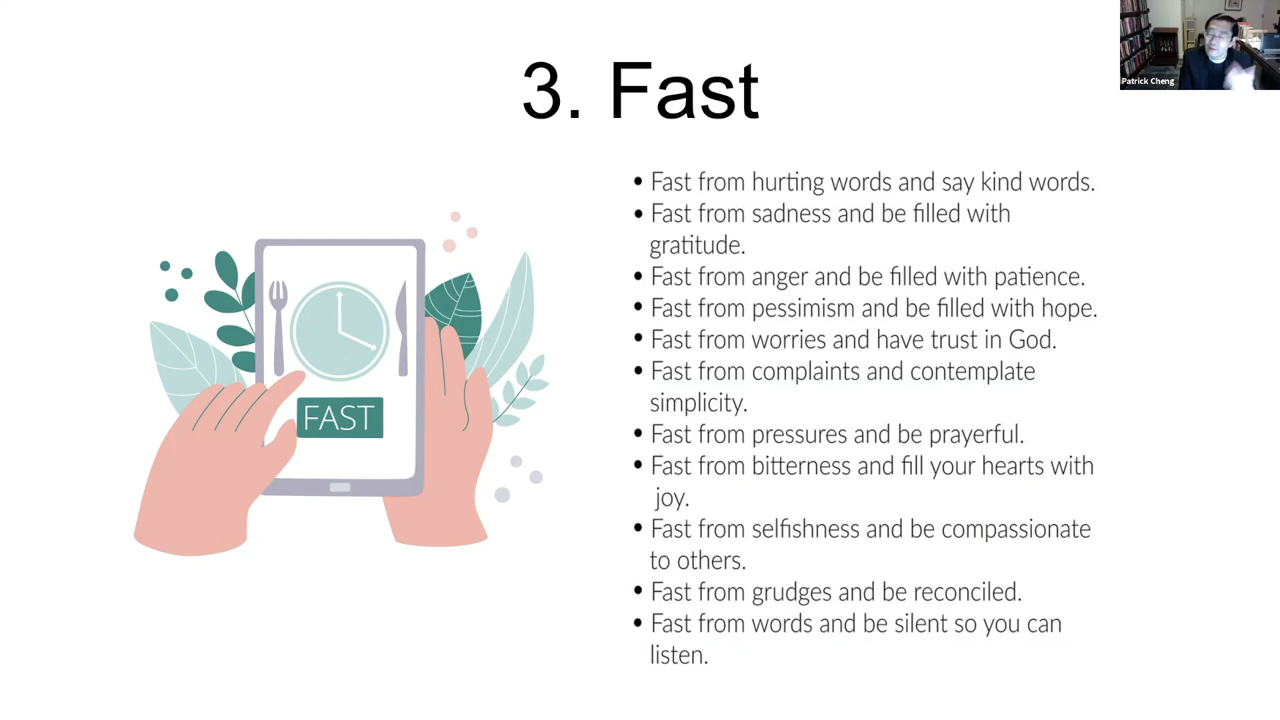 3. Fast
Patrick Cheng
FAST
• Fast from hurting words and say kind words.
• Fast from sadness and be filled with
gratitude.
• Fast from anger and be filled with patience.
• Fast from pessimism and be filled with hope.
• Fast from worries and have trust in God.
• Fast from complaints and contemplate
simplicity.
• Fast from pressures and be prayerful.
• Fast from bitterness and fill your hearts with
joy.
• Fast from selfishness and be compassionate
to others.
• Fast from grudges and be reconciled.
• Fast from words and be silent so you can
listen.